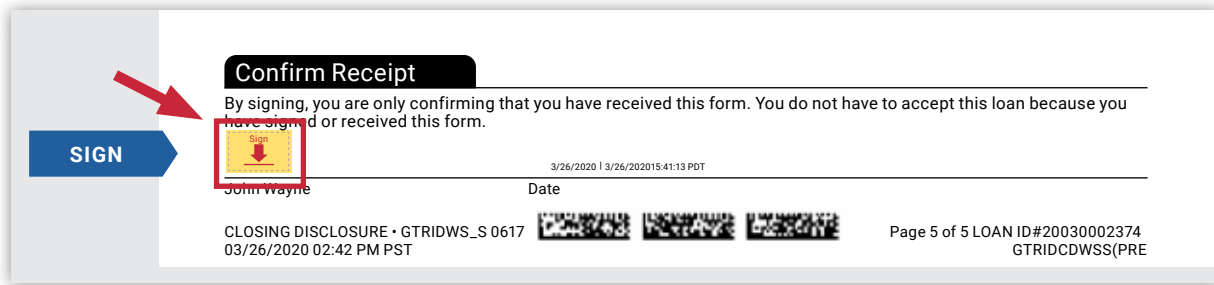 Confirm Receipt
By signing, you are only confirming that you have received this form. You do not have to accept this loan because you
have signed or received this form.
Sign
SIGN
3/26/2020 | 3/26/202015:41:13 PDT
John Wayne Date
CLOSING DISCLOSURE • GTRIDWS_S 0617 Page 5 of 5 LOAN ID#20030002374
03/26/2020 02:42 PM PST GTRIDCDWSS(PRE